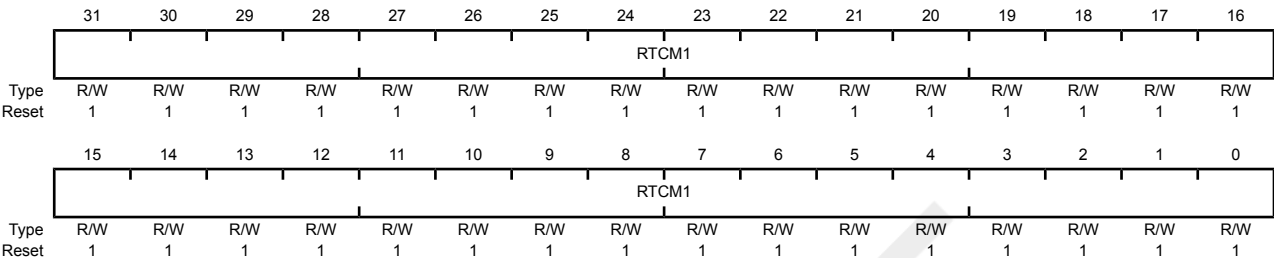 31 30 29 28 27 26 25 24 23 22 21 20 19 18 17 16
RTCM1
Type R/W R/W R/W R/W R/W R/W R/W R/W R/W R/W R/W R/W R/W R/W R/W R/W
Reset 1 1 1 1 1 1 1 1 1 1 1 1 1 1 1 1
15 14 13 12 11 10 9 8 7 6 5 4 3 2 1 0
RTCM1
Type R/W R/W R/W R/W R/W R/W R/W R/W R/W R/W R/W R/W R/W R/W R/W R/W
Reset 1 1 1 1 1 1 1 1 1 1 1 1 1 1 1 1